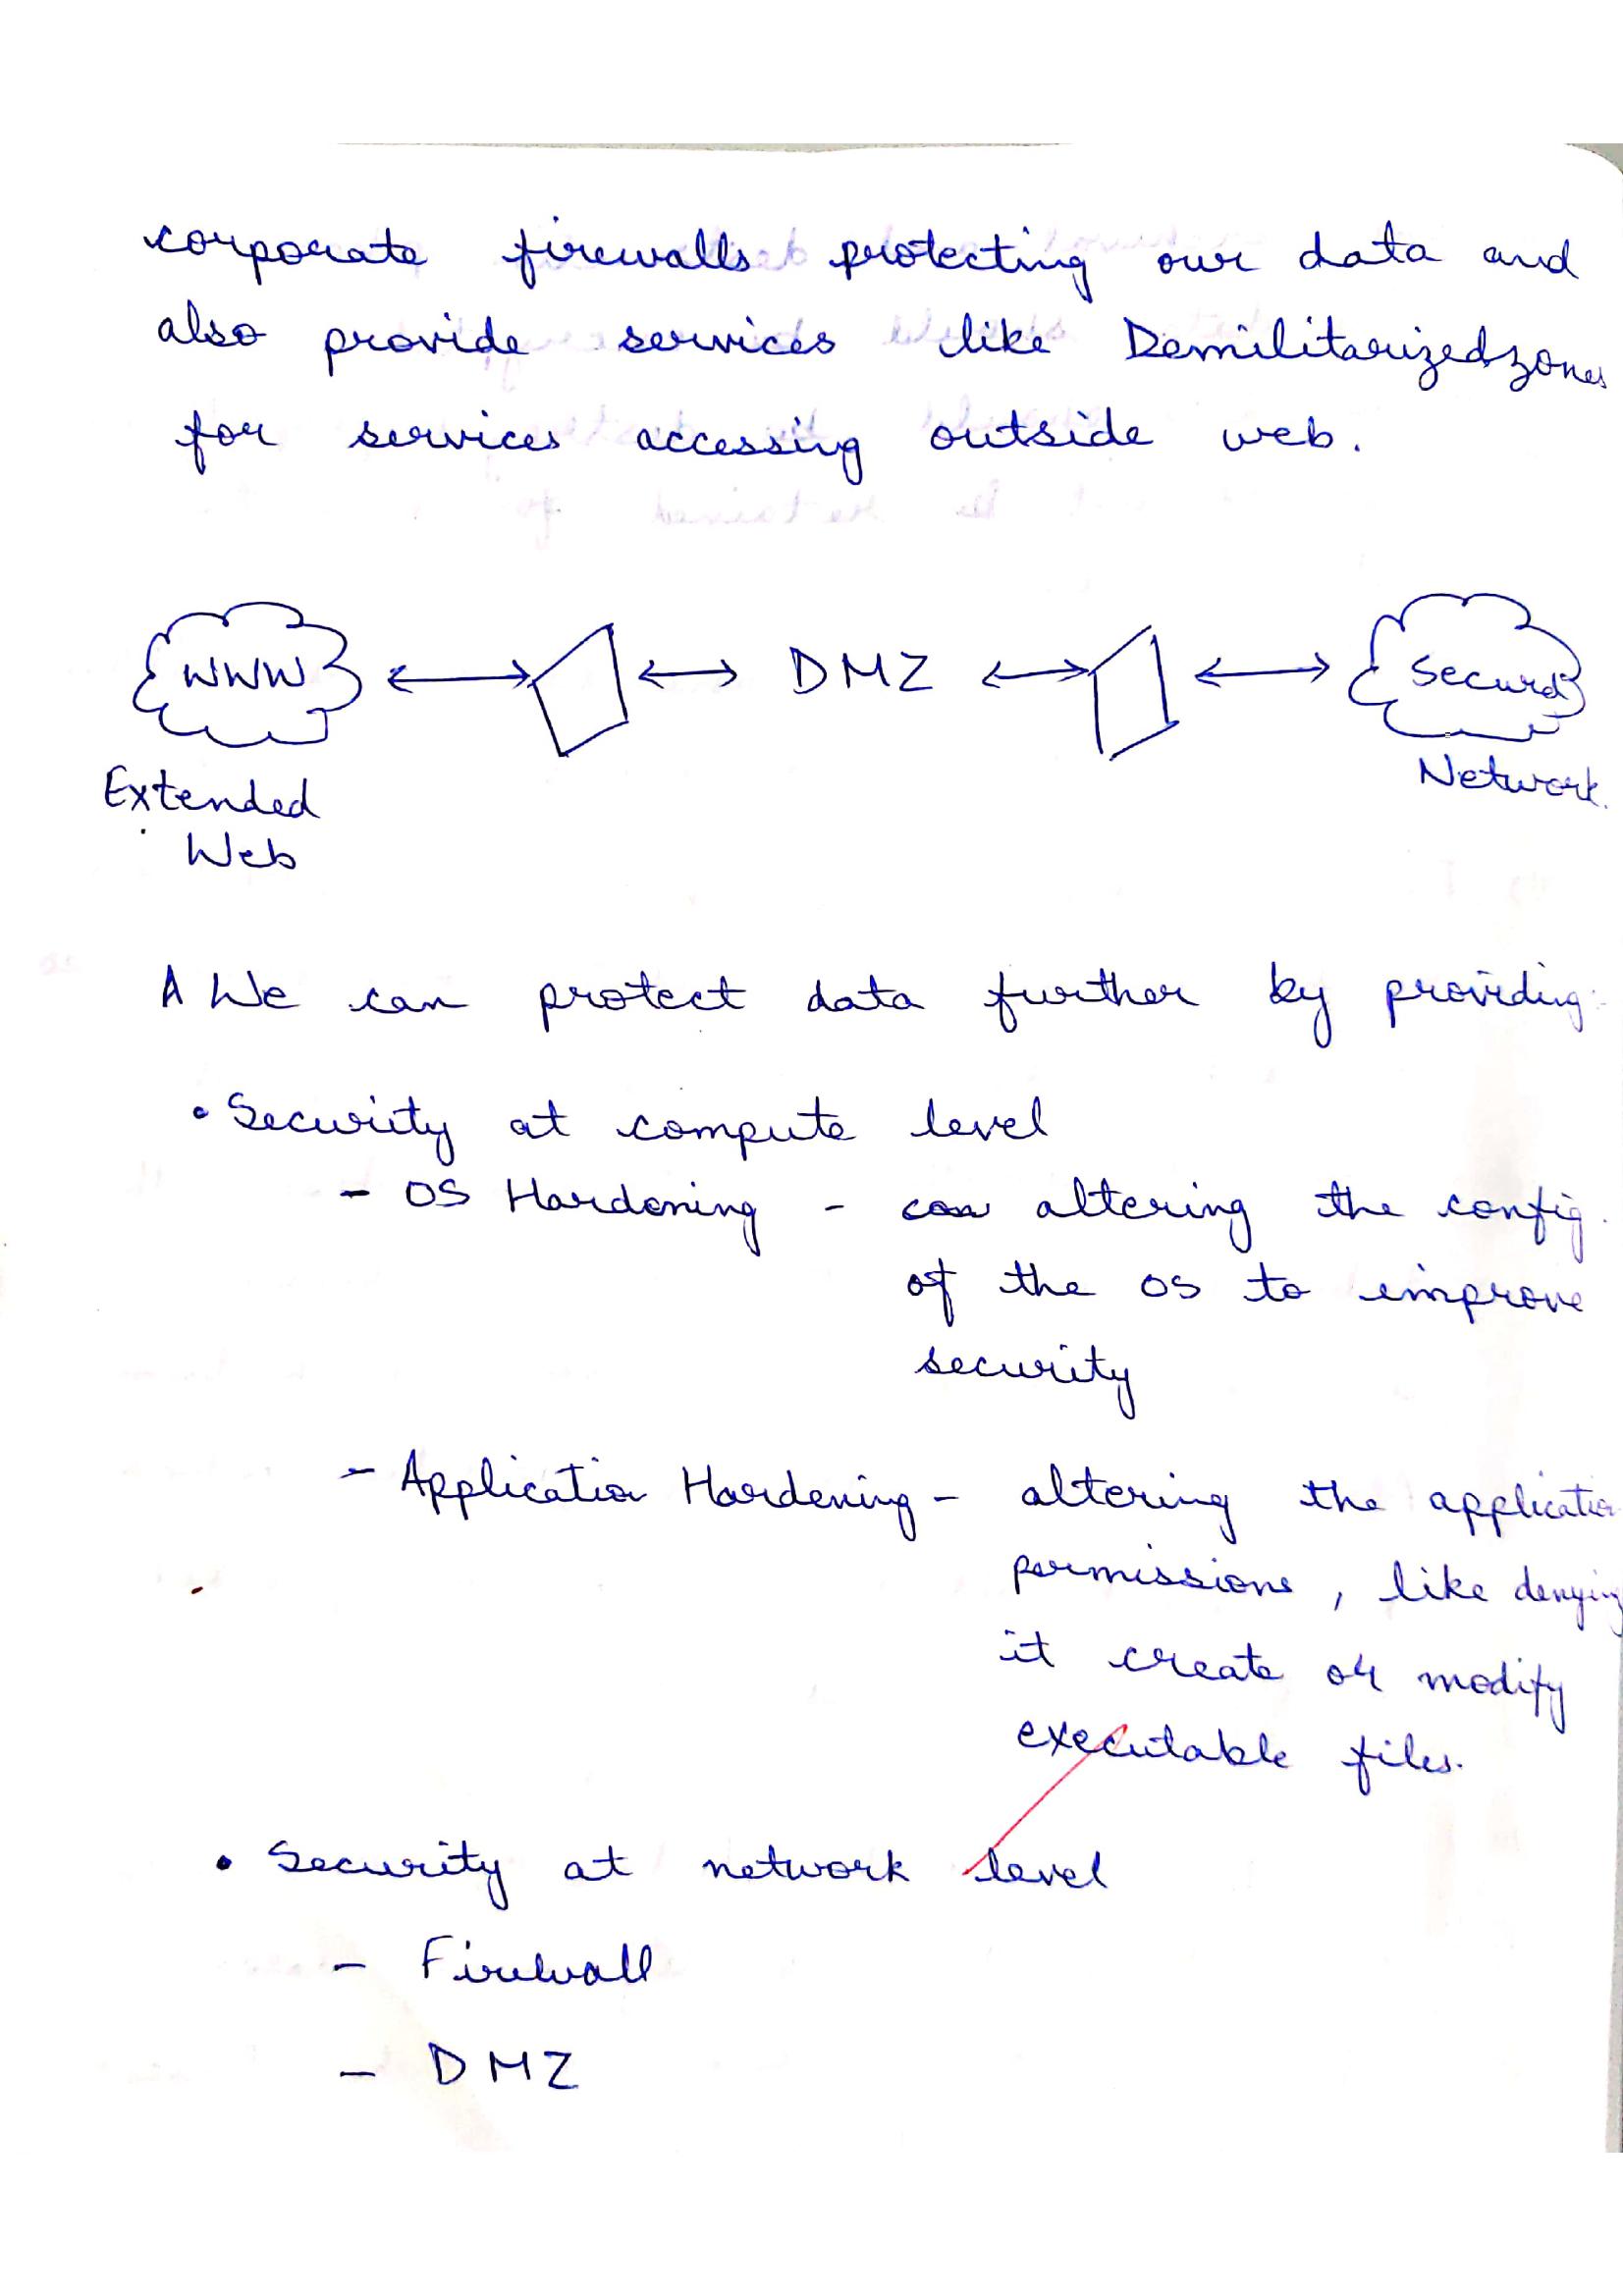 corporate firewalls protecting our data and
also provide services like Demilitarizedzones
for services accessing outside web.
WWW DMZ Secured
Extended Network.
Web
A We can protect data further by providing:
• Security at compute level
- OS Hardening - altering the config.
of the OS to improve
security
- Application Hardening - altering the application
permissions, like denying
it create or modify
executable files.
• Security at network level
- Firewall
- DMZ